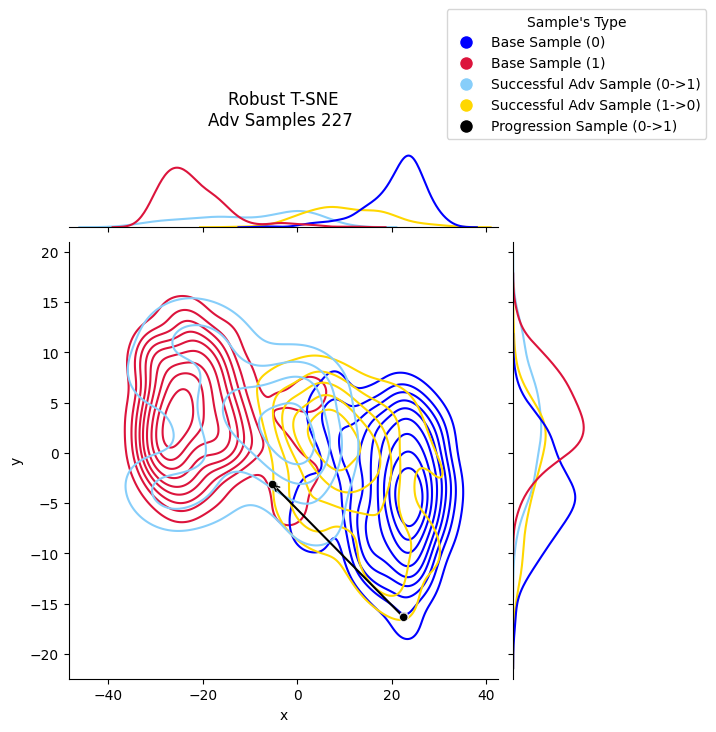 Sample's Type
Base Sample (0)
Base Sample (1)
Successful Adv Sample (0->1)
Successful Adv Sample (1->0)
Progression Sample (0->1)
Robust T-SNE
Adv Samples 227
20
15
10
5
0
−5
−10
−15
−20
y
−40
−20
0
20
40
x